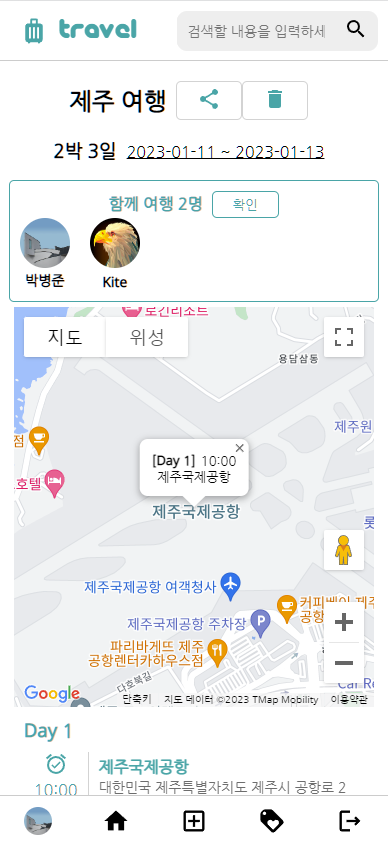 travel
검색할 내용을 입력하세
제주 여행
2박 3일 2023-01-11 ~ 2023-01-13
함께 여행 2명 확인
박병준 Kite
로긴리조트
지도 위성
용담삼동
점
제주원
호텔
[Day 1] 10:00
제주국제공항
제주국제공항
제주국제공항 여객청사
커피베이 제주
공항
제주국제공항 주차장
파리바게뜨 제주
공항렌터카하우스점
다호북길
Car Re
Google 단축키 지도 데이터 ©2023 TMap Mobility 이용약관
Day 1
제주국제공항
10:00 대한민국 제주특별자치도 제주시 공항로 2